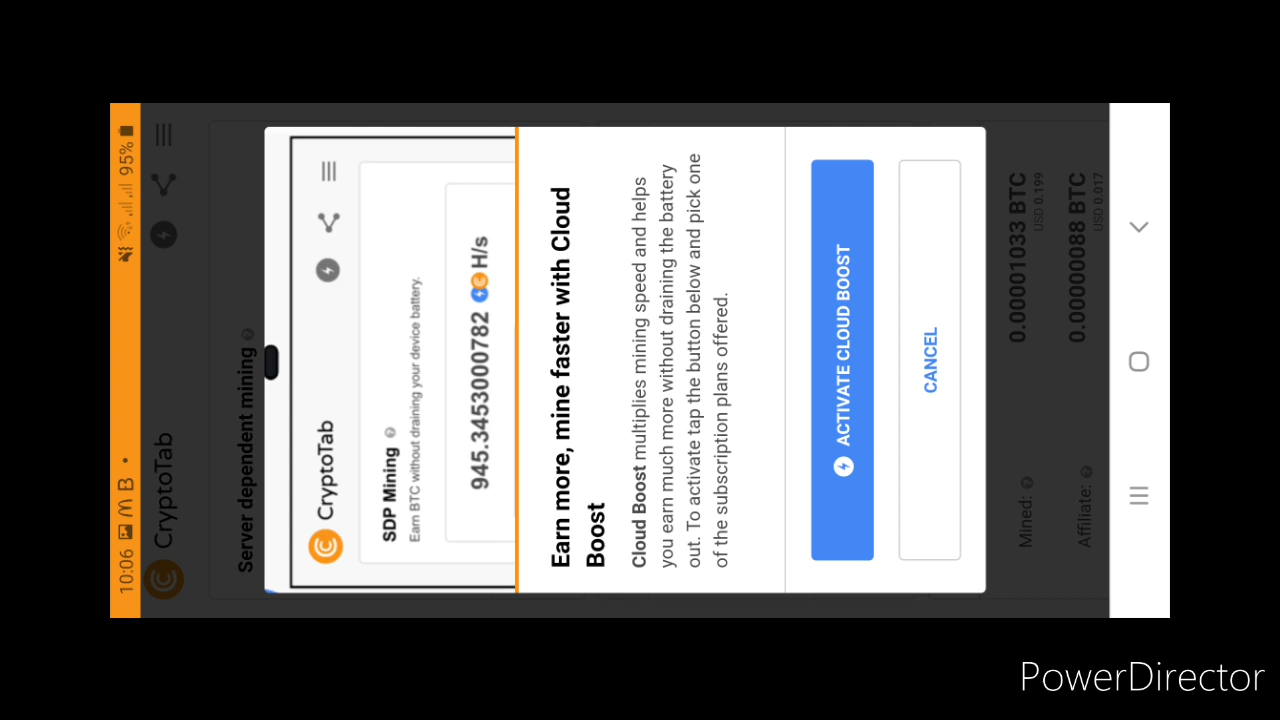 10:06 M B • 95%
CryptoTab
Server dependent mining
CryptoTab
SDP Mining
Earn BTC without draining your device battery.
945.3453000782 H/s
Earn more, mine faster with Cloud
Boost
Cloud Boost multiplies mining speed and helps
you earn much more without draining the battery
out. To activate tap the button below and pick one
of the subscription plans offered.
ACTIVATE CLOUD BOOST
CANCEL
Mined: 0.00001033 BTC
USD 0.199
Affiliate: 0.00000088 BTC
USD 0.017
PowerDirector